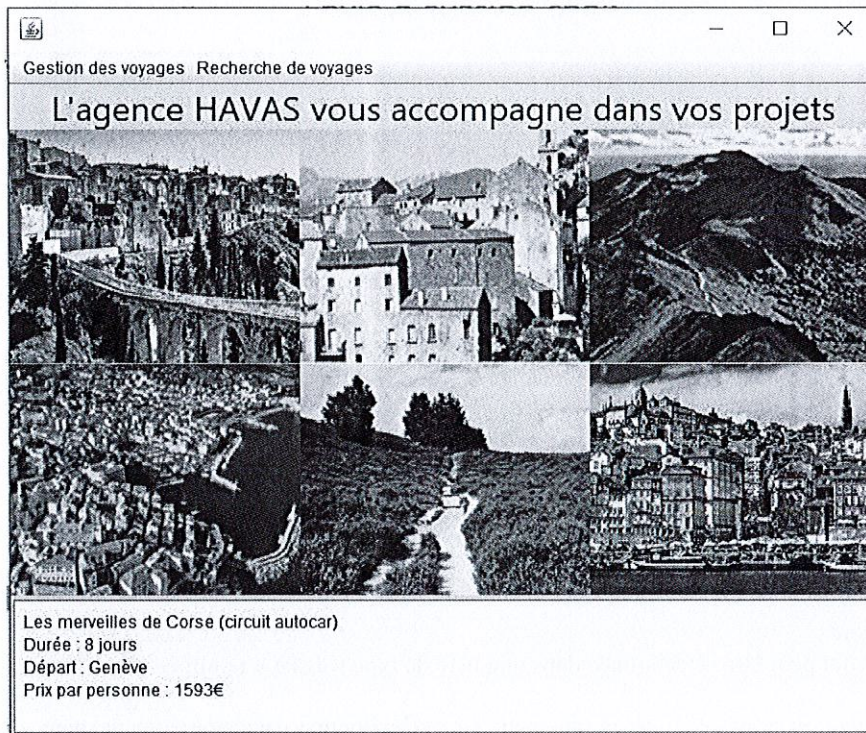 Gestion des voyages Recherche de voyages
L'agence HAVAS vous accompagne dans vos projets
Les merveilles de Corse (circuit autocar)
Durée : 8 jours
Départ : Genève
Prix par personne : 1593€